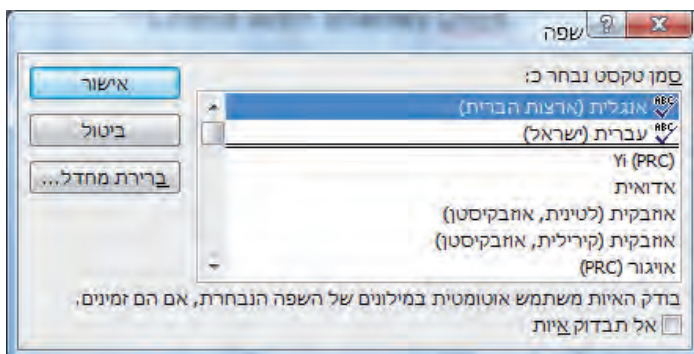 שפה
סמן טקסט נבחר כ:
אנגלית (ארצות הברית)
עברית (ישראל)
Yi (PRC)
אדואית
אוזבקית (לטינית, אוזבקיסטן)
אוזבקית (קירילית, אוזבקיסטן)
אויגור (PRC)
אישור
ביטול
ברירת מחדל...
בודק האיות משתמש אוטומטית במילונים של השפה הנבחרת, אם הם זמינים.
אל תבדוק איות